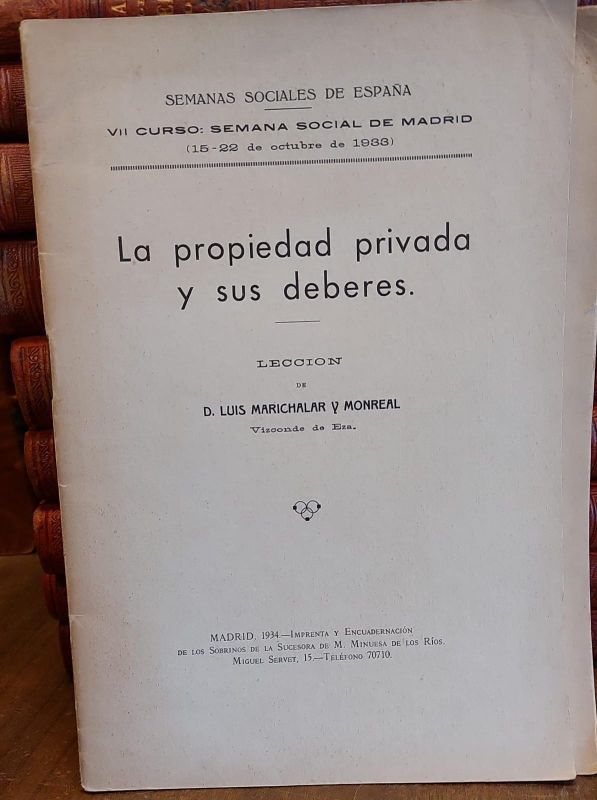 SEMANAS SOCIALES DE ESPAÑA
VII CURSO: SEMANA SOCIAL DE MADRID
(15-22 de octubre de 1933)
La propiedad privada
y sus deberes.
LECCION
DE
D. LUIS MARICHALAR Y MONREAL
Vizconde de Eza.
MADRID, 1934.—IMPRENTA Y ENCUADERNACIÓN
DE LOS SOBRINOS DE LA SUCESORA DE M. MINUESA DE LOS RÍOS.
MIGUEL SERVET, 15.—TELÉFONO 70710.